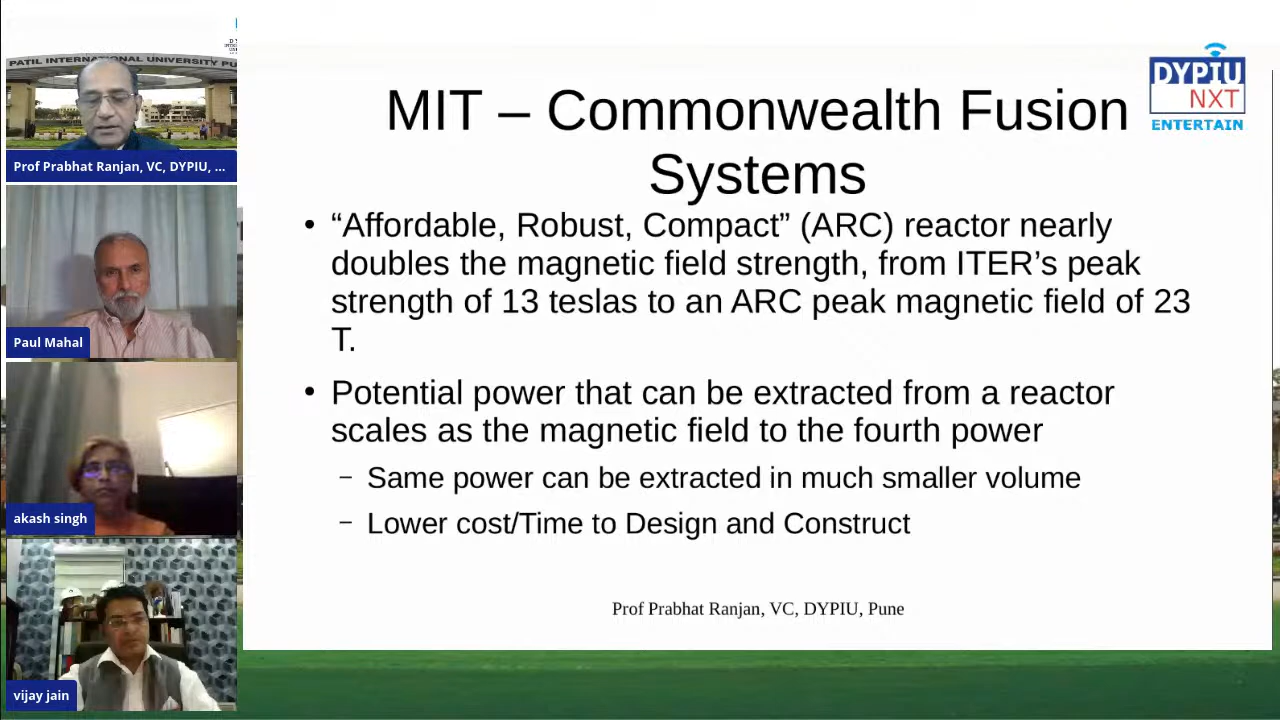 PATIL INTERNATIONAL UNIVERSITY PU
Prof Prabhat Ranjan, VC, DYPIU, ...
Paul Mahal
akash singh
vijay jain
DYPIU
NXT
ENTERTAIN
MIT – Commonwealth Fusion
Systems
• “Affordable, Robust, Compact” (ARC) reactor nearly
doubles the magnetic field strength, from ITER’s peak
strength of 13 teslas to an ARC peak magnetic field of 23
T.
• Potential power that can be extracted from a reactor
scales as the magnetic field to the fourth power
– Same power can be extracted in much smaller volume
– Lower cost/Time to Design and Construct
Prof Prabhat Ranjan, VC, DYPIU, Pune